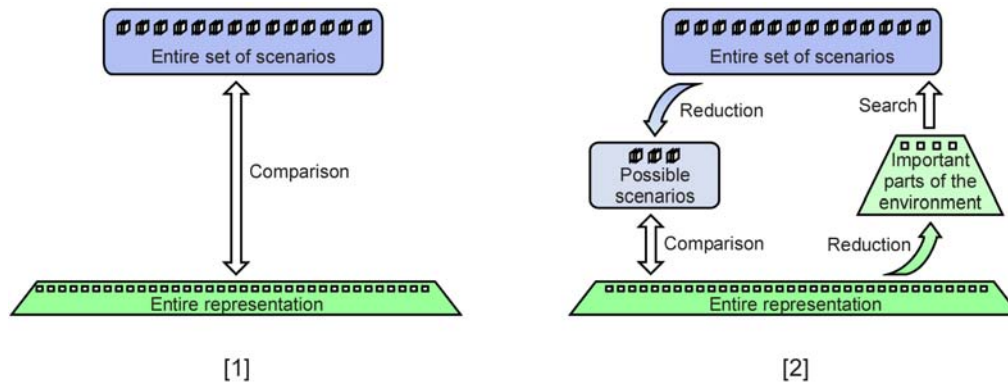 Entire set of scenarios
Comparison
Entire representation
[1]
Entire set of scenarios
Reduction
Search
Possible
scenarios
Important
parts of the
environment
Comparison
Reduction
Entire representation
[2]